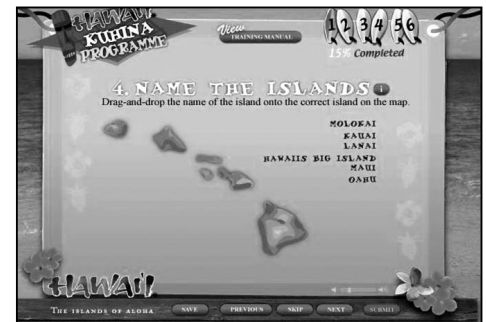 HAWAI'I
KUHINA
PROGRAMME
View
TRAINING MANUAL
1 2 3 4 5 6
15% Completed
4. NAME THE ISLANDS i
Drag-and-drop the name of the island onto the correct island on the map.
MOLOKAI
KAUAI
LANAI
HAWAIIS BIG ISLAND
MAUI
OAHU
HAWAI'I
THE ISLANDS OF ALOHA
SAVE
PREVIOUS
SKIP
NEXT
SUBMIT